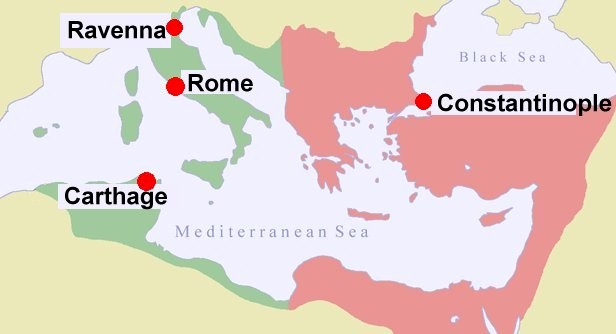 Ravenna
Black Sea
Rome
Constantinople
Carthage
Mediterranean Sea